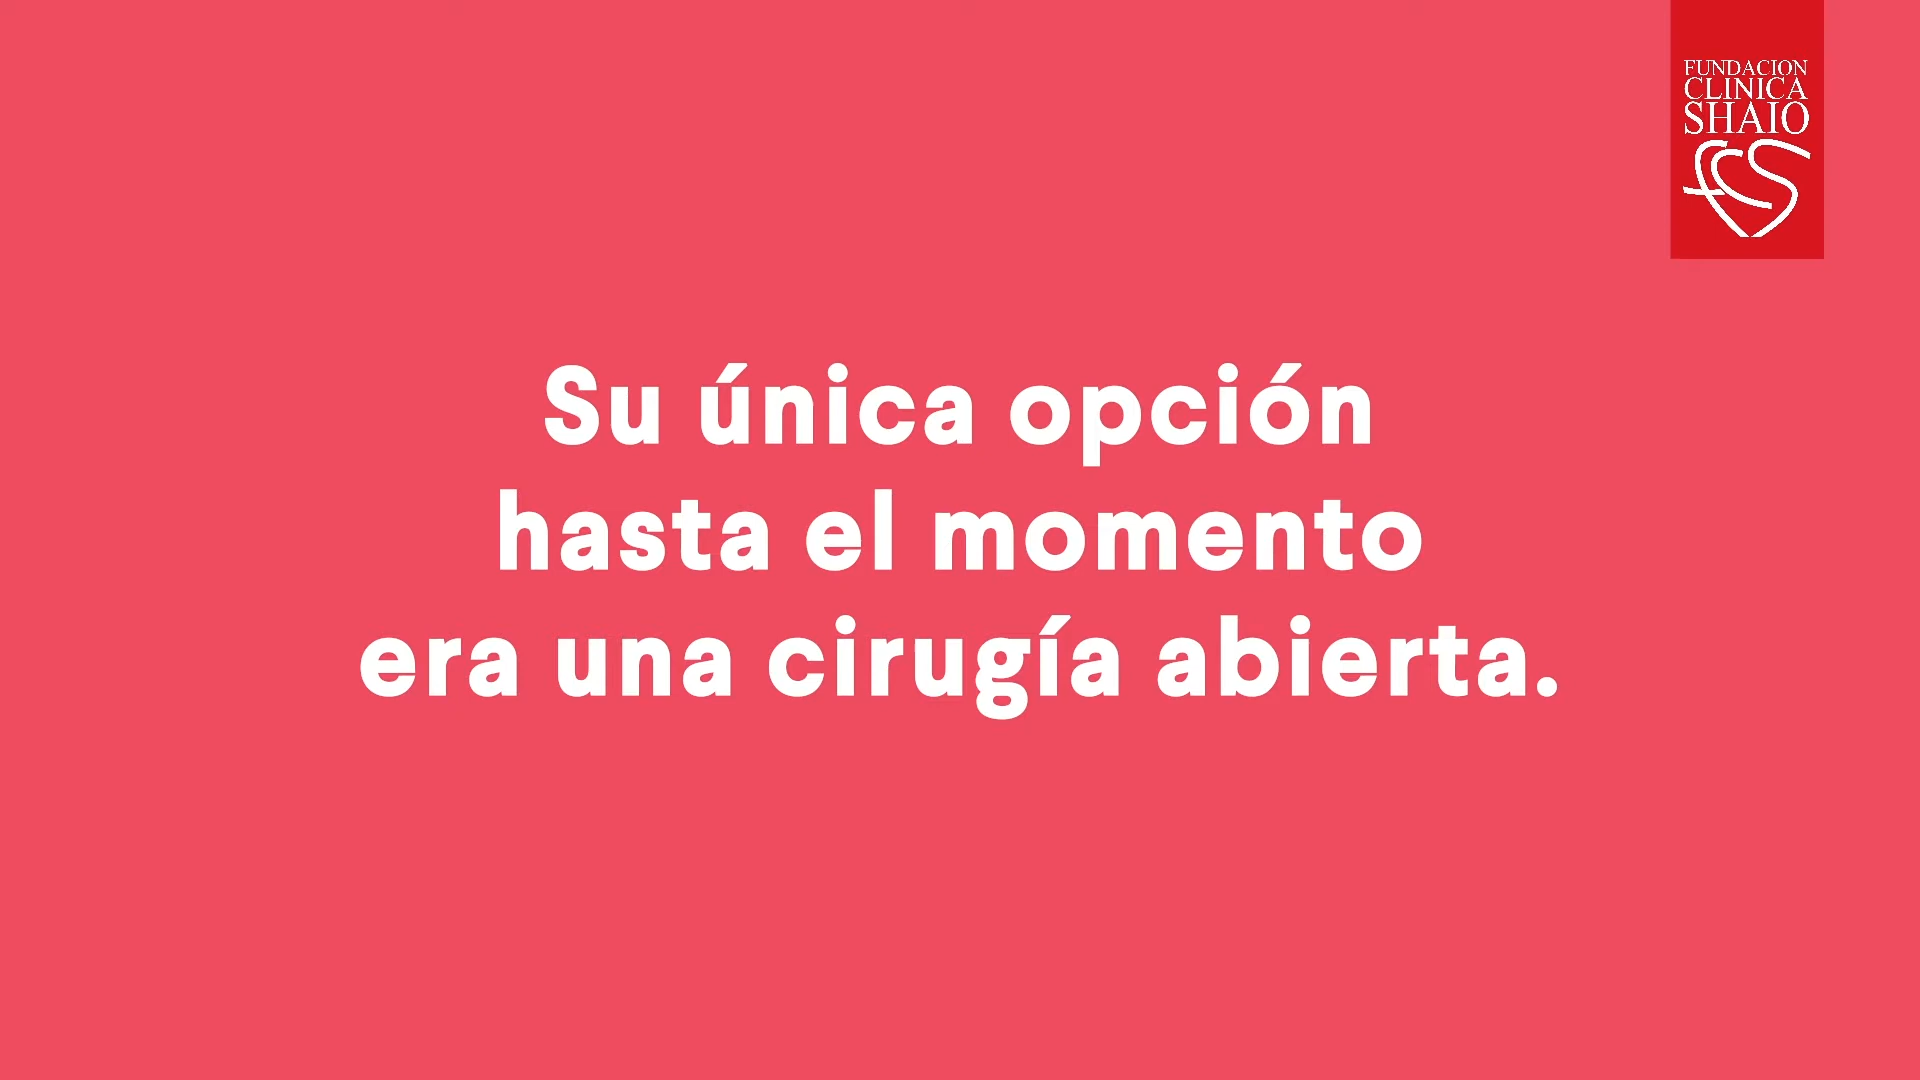 FUNDACION
CLINICA
SHAIO
Su única opción
hasta el momento
era una cirugía abierta.